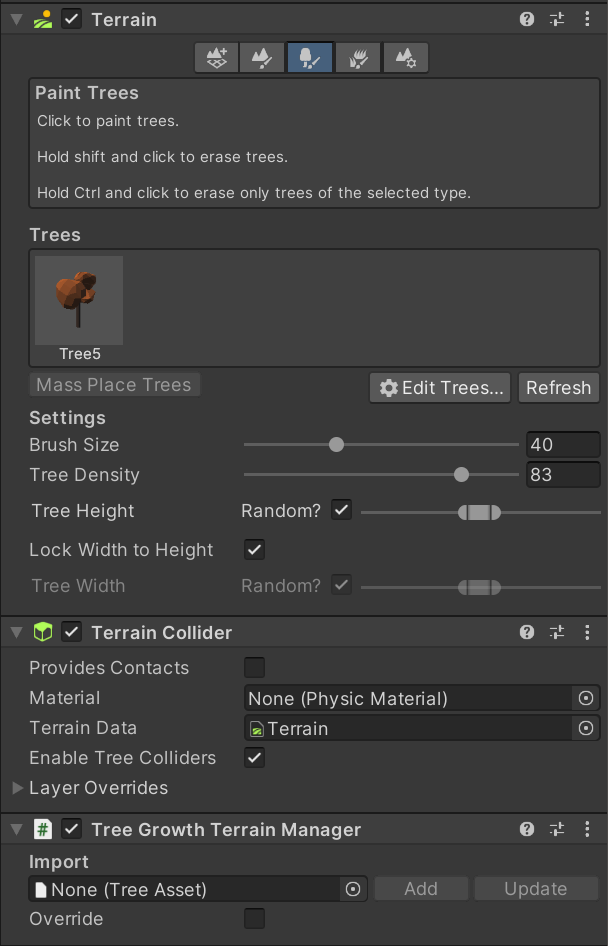 Terrain
Paint Trees
Click to paint trees.
Hold shift and click to erase trees.
Hold Ctrl and click to erase only trees of the selected type.
Trees
Tree5
Mass Place Trees Edit Trees... Refresh
Settings
Brush Size 40
Tree Density 83
Tree Height Random?
Lock Width to Height
Tree Width Random?
Terrain Collider
Provides Contacts
Material None (Physic Material)
Terrain Data Terrain
Enable Tree Colliders
Layer Overrides
# Tree Growth Terrain Manager
Import
None (Tree Asset) Add Update
Override